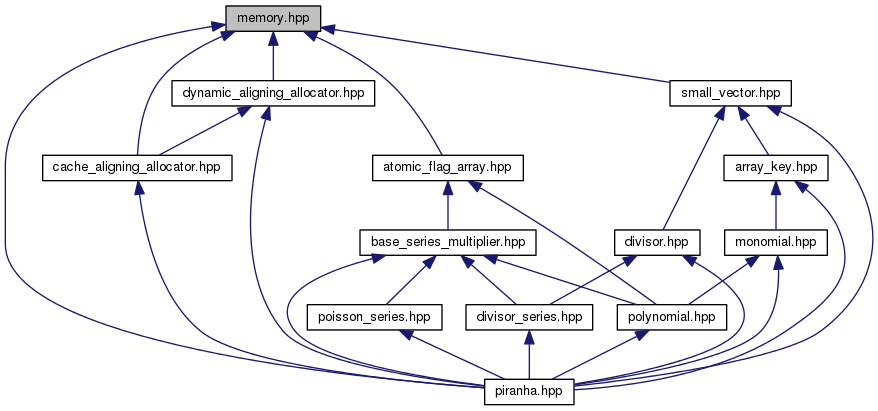 memory.hpp
dynamic_aligning_allocator.hpp
small_vector.hpp
cache_aligning_allocator.hpp
atomic_flag_array.hpp
array_key.hpp
base_series_multiplier.hpp
divisor.hpp
monomial.hpp
poisson_series.hpp
divisor_series.hpp
polynomial.hpp
piranha.hpp